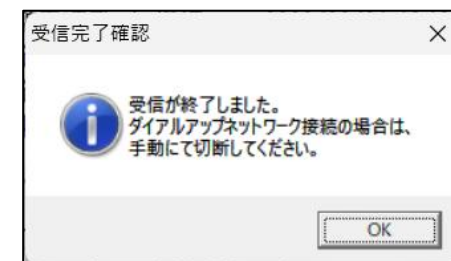 受信完了確認
受信が終了しました。
ダイアルアップネットワーク接続の場合は、
手動にて切断してください。
OK